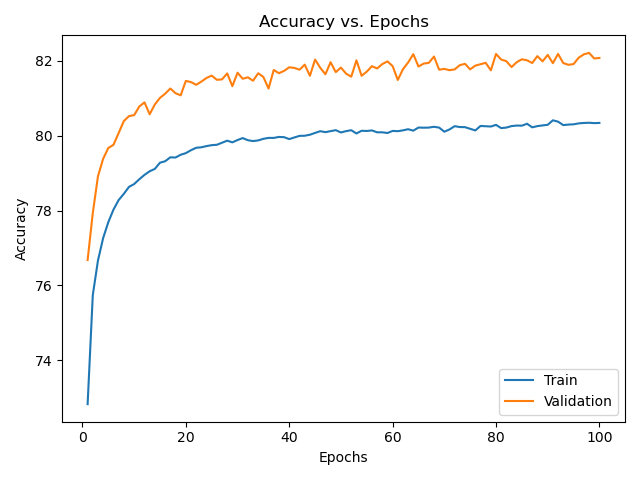 Accuracy vs. Epochs
82
80
78
76
74
Accuracy
0 20 40 60 80 100
Epochs
Train
Validation